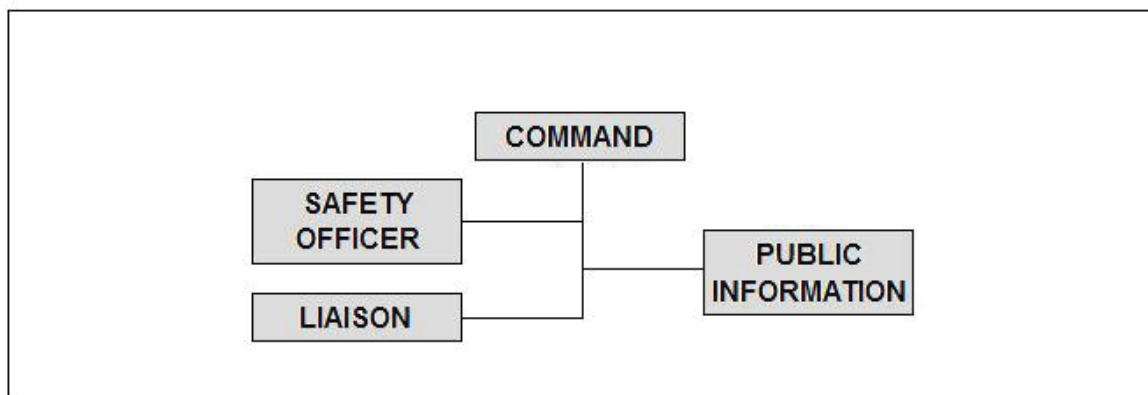 COMMAND
SAFETY
OFFICER
PUBLIC
INFORMATION
LIAISON